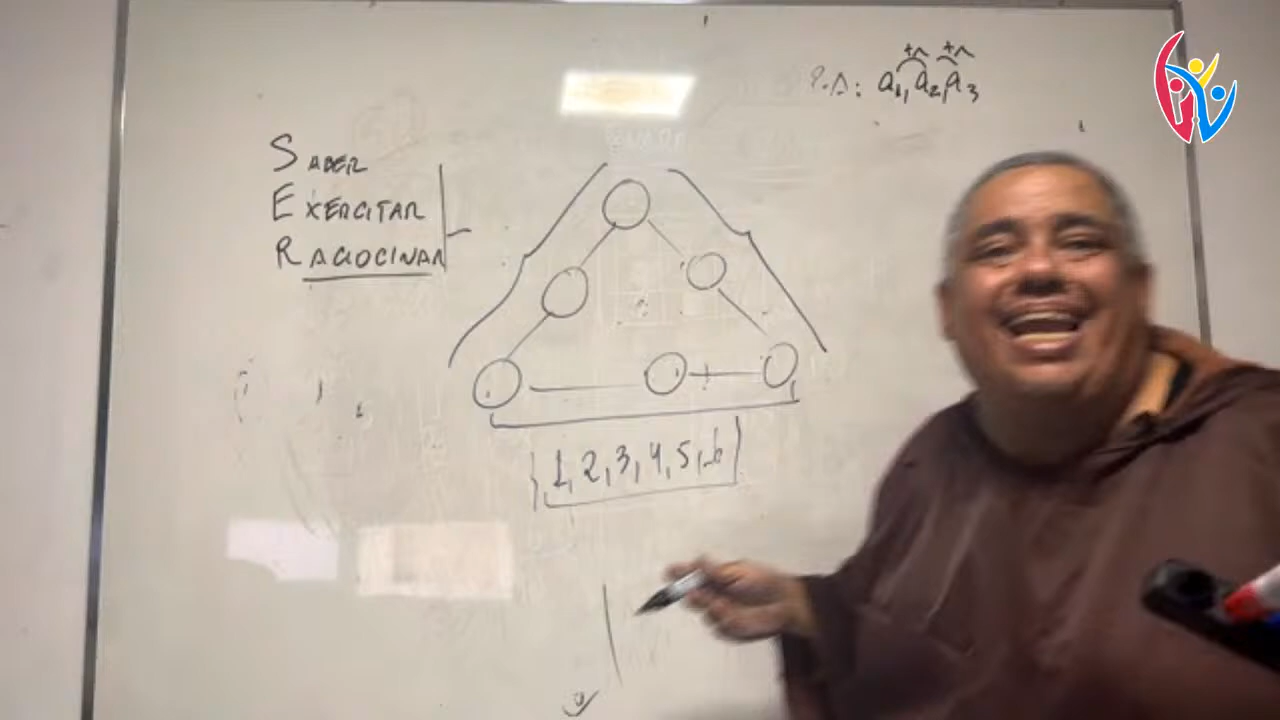 P.A: a1, a2, a3
+r +r
SABER
EXERCITAR
RACIOCINAR
{1, 2, 3, 4, 5, 6}